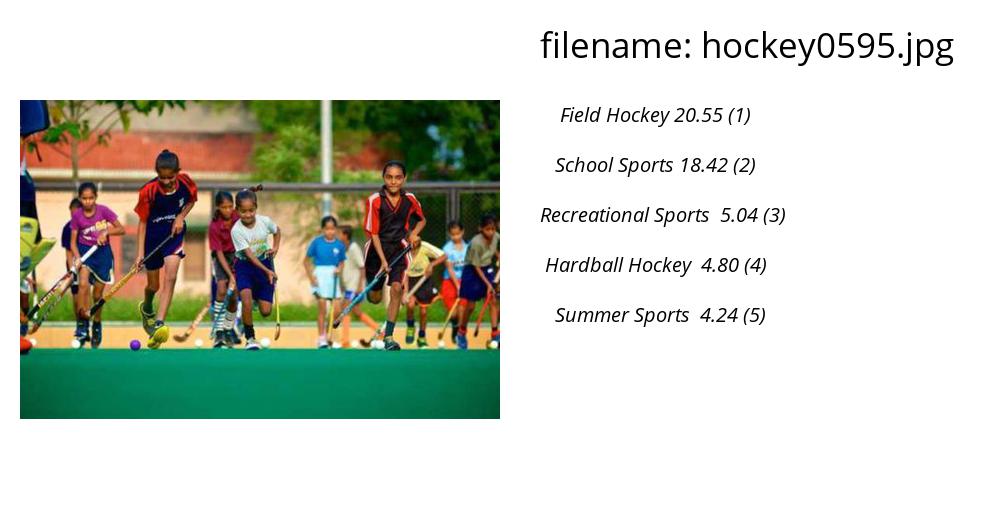 filename: hockey0595.jpg
Field Hockey 20.55 (1)
School Sports 18.42 (2)
Recreational Sports 5.04 (3)
Hardball Hockey 4.80 (4)
Summer Sports 4.24 (5)